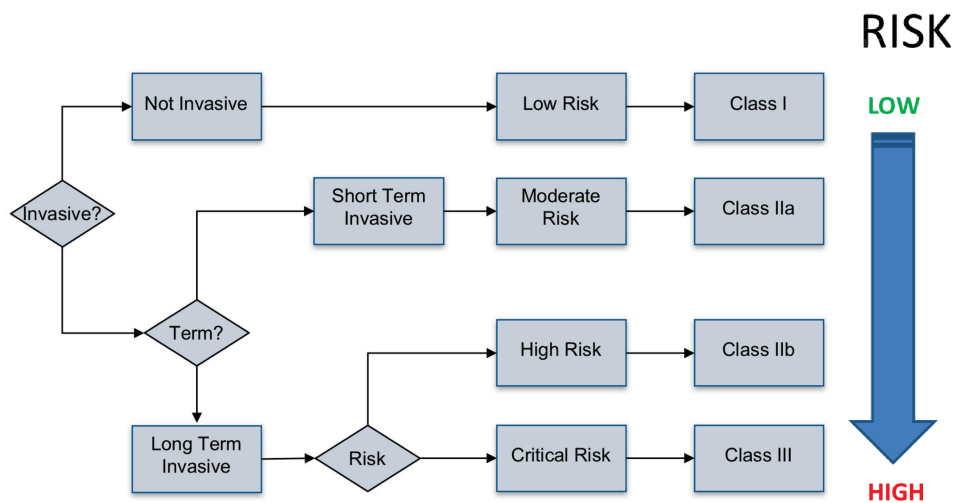 RISK
Not Invasive
Low Risk
Class I
LOW
Invasive?
Short Term
Invasive
Moderate
Risk
Class IIa
Term?
High Risk
Class IIb
Long Term
Invasive
Risk
Critical Risk
Class III
HIGH